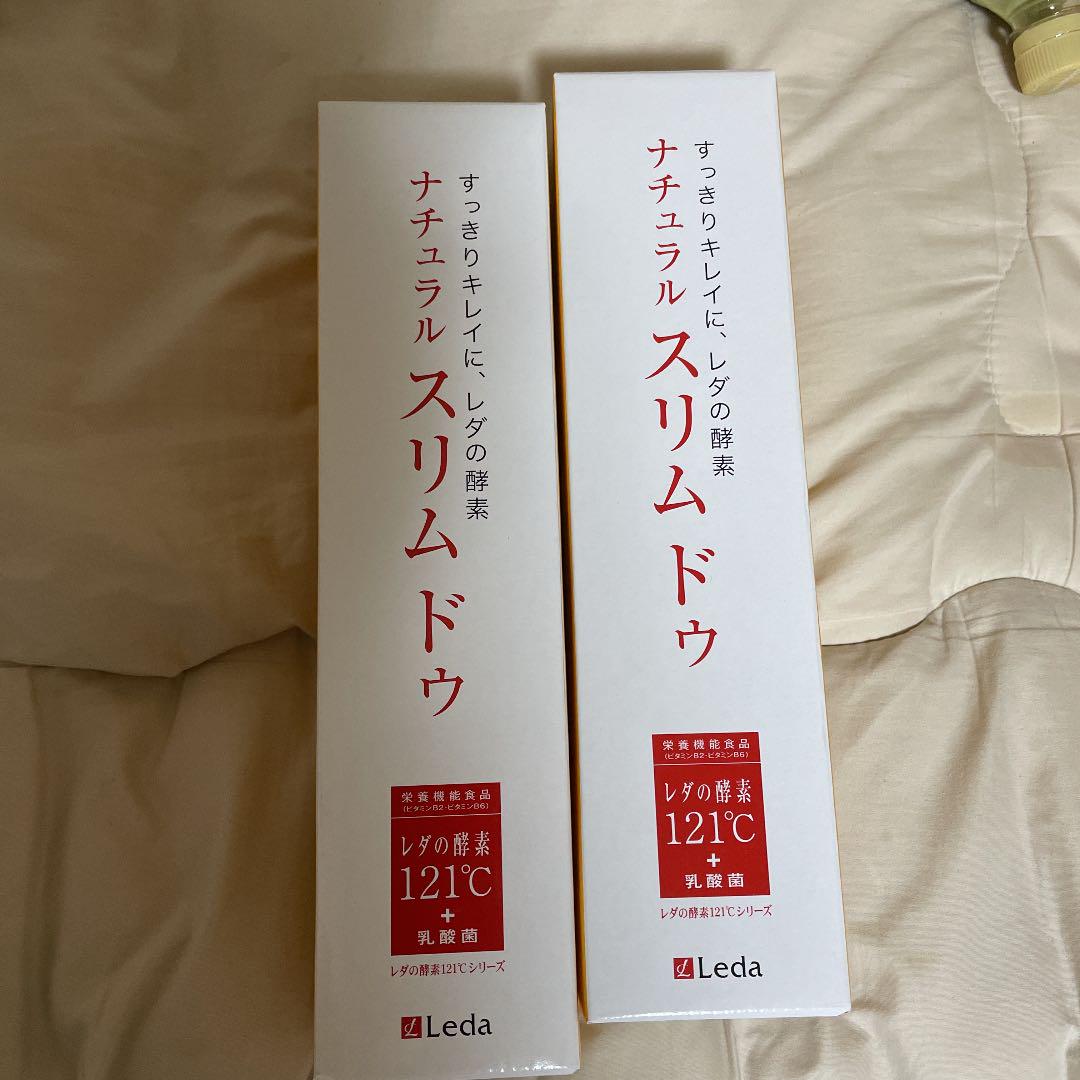 すっきりキレイに、レダの酵素
ナチュラル スリム ドゥ
栄養機能食品
(ビタミンB2・ビタミンB6)
レダの酵素
121℃
+
乳酸菌
レダの酵素121℃シリーズ
Leda
すっきりキレイに、レダの酵素
ナチュラル スリム ドゥ
栄養機能食品
(ビタミンB2・ビタミンB6)
レダの酵素
121℃
+
乳酸菌
レダの酵素121℃シリーズ
Leda